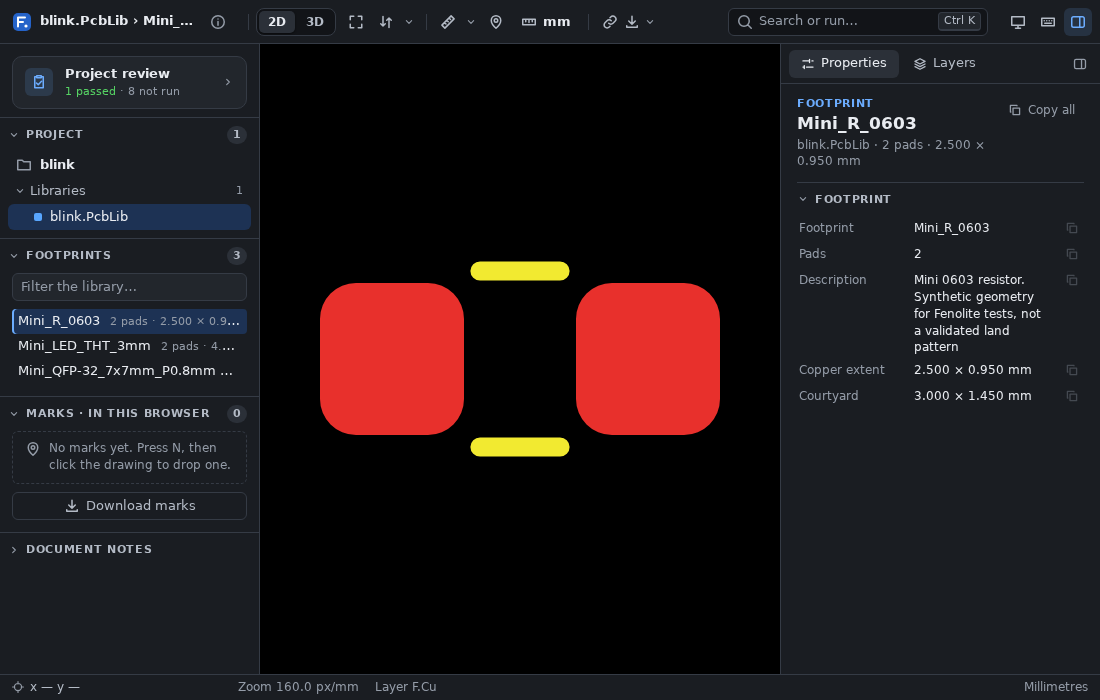 blink.PcbLib › Mini_…
2D
3D
mm
Search or run…
Ctrl K
Project review
1 passed · 8 not run
PROJECT
1
blink
Libraries
1
blink.PcbLib
FOOTPRINTS
3
Filter the library…
Mini_R_0603 2 pads · 2.500 × 0.9…
Mini_LED_THT_3mm 2 pads · 4.…
Mini_QFP-32_7x7mm_P0.8mm …
MARKS · IN THIS BROWSER
0
No marks yet. Press N, then
click the drawing to drop one.
Download marks
DOCUMENT NOTES
Properties
Layers
FOOTPRINT
Mini_R_0603
Copy all
blink.PcbLib · 2 pads · 2.500 ×
0.950 mm
FOOTPRINT
Footprint Mini_R_0603
Pads 2
Description Mini 0603 resistor.
Synthetic geometry
for Fenolite tests, not
a validated land
pattern
Copper extent 2.500 × 0.950 mm
Courtyard 3.000 × 1.450 mm
x — y —
Zoom 160.0 px/mm
Layer F.Cu
Millimetres